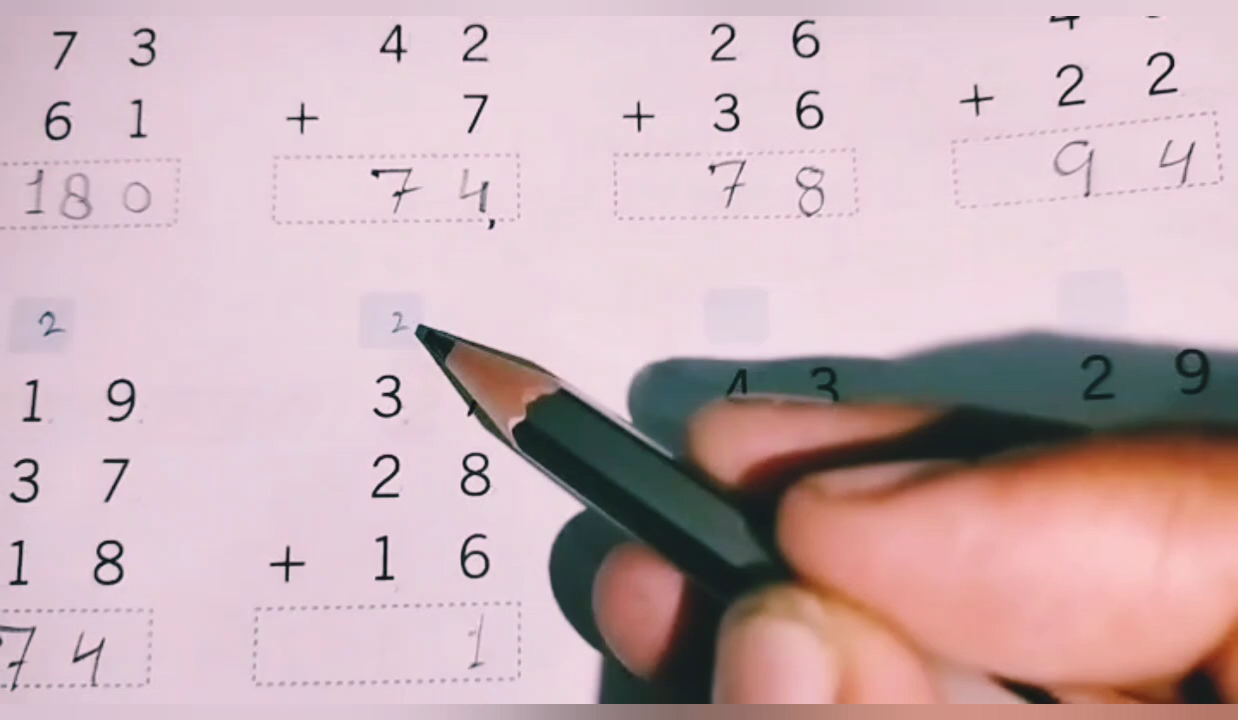 7 3 4 2 2 6
6 1 + 7 + 3 6 + 2 2
180 74, 78 94
2 2
1 9 3 4 3 2 9
3 7 2 8
1 8 + 1 6
74 1